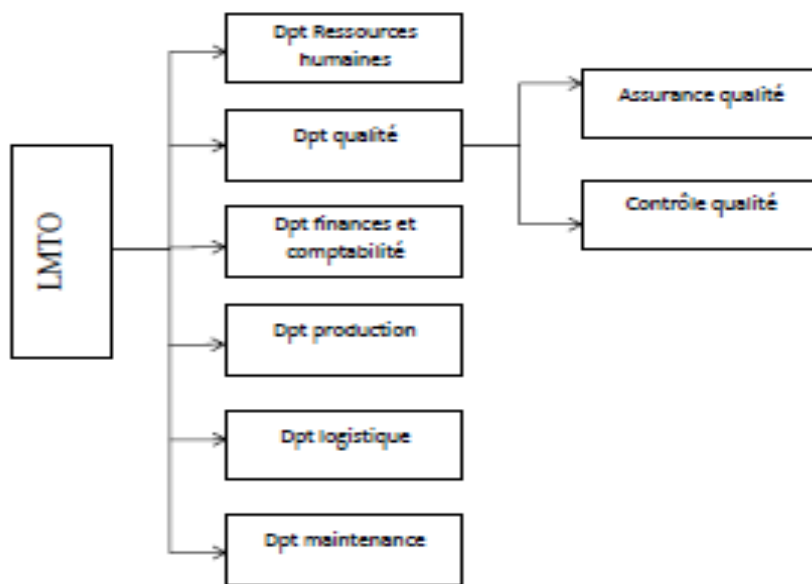 LMTO
Dpt Ressources
humaines
Dpt qualité
Dpt finances et
comptabilité
Dpt production
Dpt logistique
Dpt maintenance
Assurance qualité
Contrôle qualité